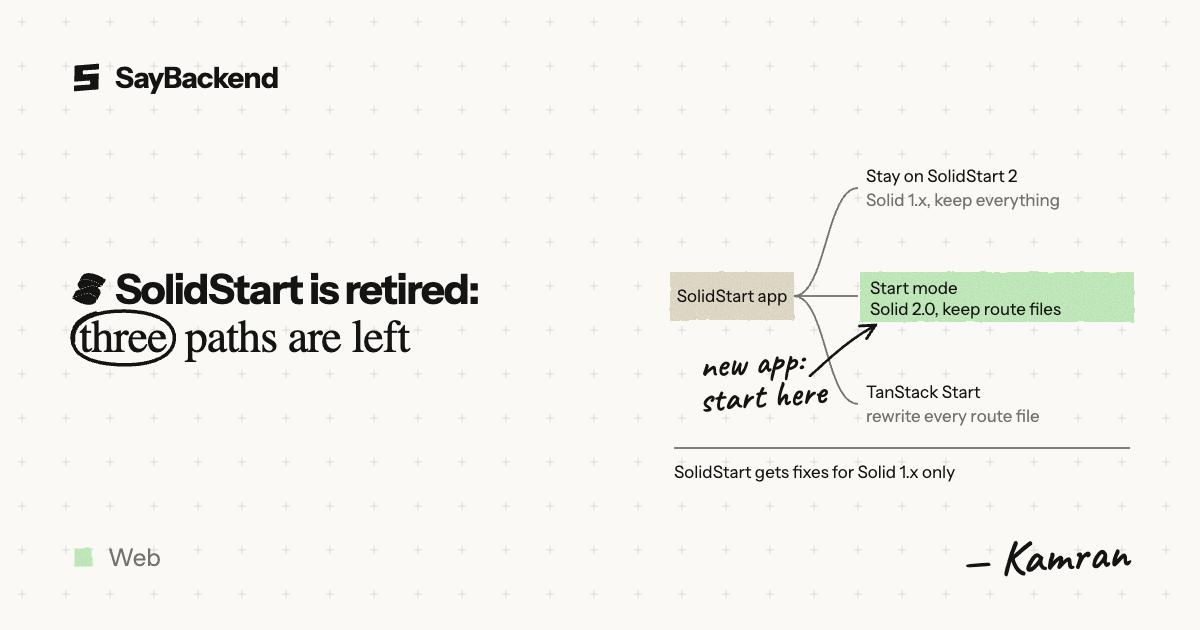 SayBackend
SolidStart is retired:
three paths are left
Stay on SolidStart 2
Solid 1.x, keep everything
SolidStart app
Start mode
Solid 2.0, keep route files
new app:
start here
TanStack Start
rewrite every route file
SolidStart gets fixes for Solid 1.x only
Web
– Kamran